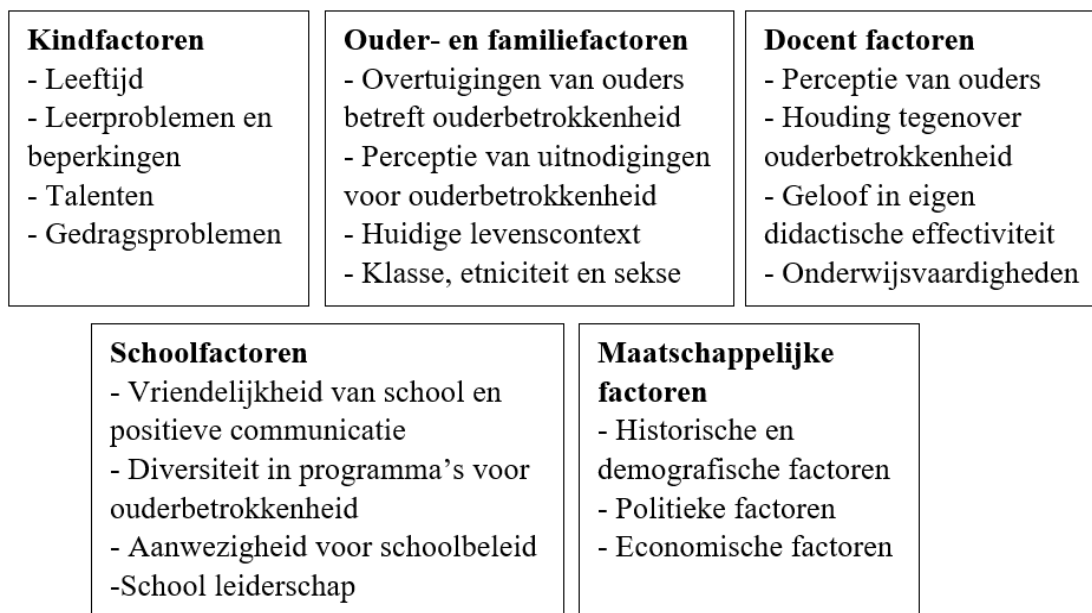 Kindfactoren
- Leeftijd
- Leerproblemen en
beperkingen
- Talenten
- Gedragsproblemen
Ouder- en familiefactoren
- Overtuigingen van ouders
betreft ouderbetrokkenheid
- Perceptie van uitnodigingen
voor ouderbetrokkenheid
- Huidige levenscontext
- Klasse, etniciteit en sekse
Docent factoren
- Perceptie van ouders
- Houding tegenover
ouderbetrokkenheid
- Geloof in eigen
didactische effectiviteit
- Onderwijsvaardigheden
Schoolfactoren
- Vriendelijkheid van school en
positieve communicatie
- Diversiteit in programma’s voor
ouderbetrokkenheid
- Aanwezigheid voor schoolbeleid
-School leiderschap
Maatschappelijke
factoren
- Historische en
demografische factoren
- Politieke factoren
- Economische factoren